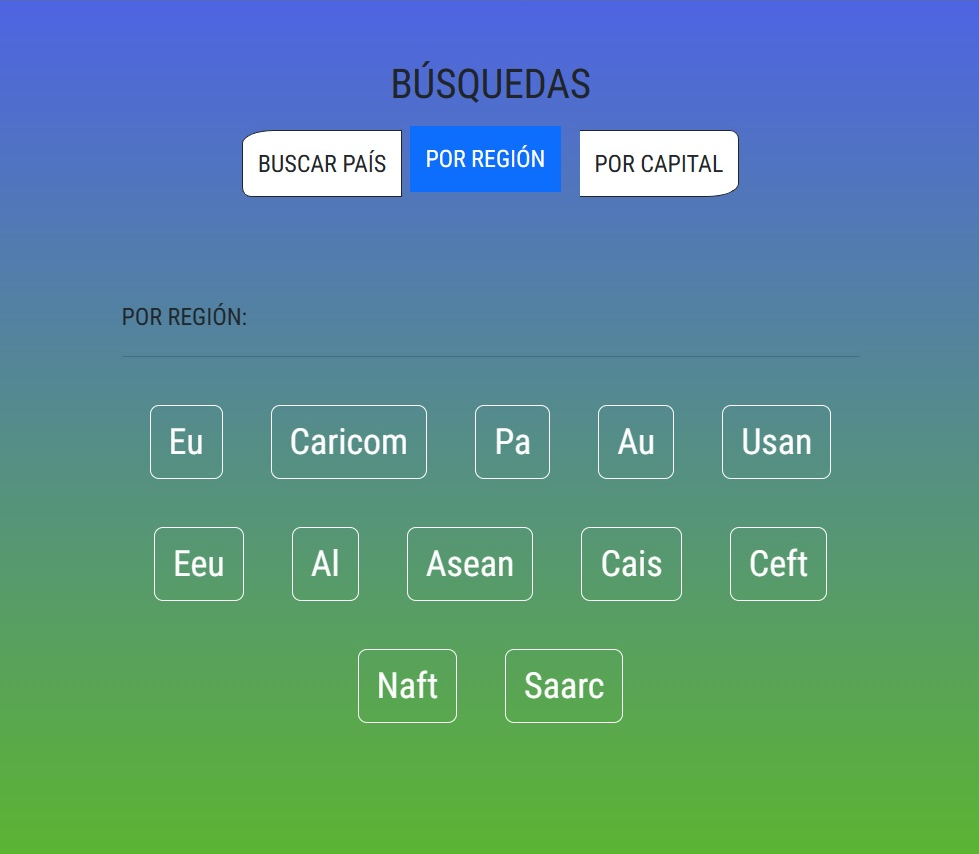 BÚSQUEDAS
BUSCAR PAÍS POR REGIÓN POR CAPITAL
POR REGIÓN:
Eu Caricom Pa Au Usan
Eeu Al Asean Cais Ceft
Naft Saarc